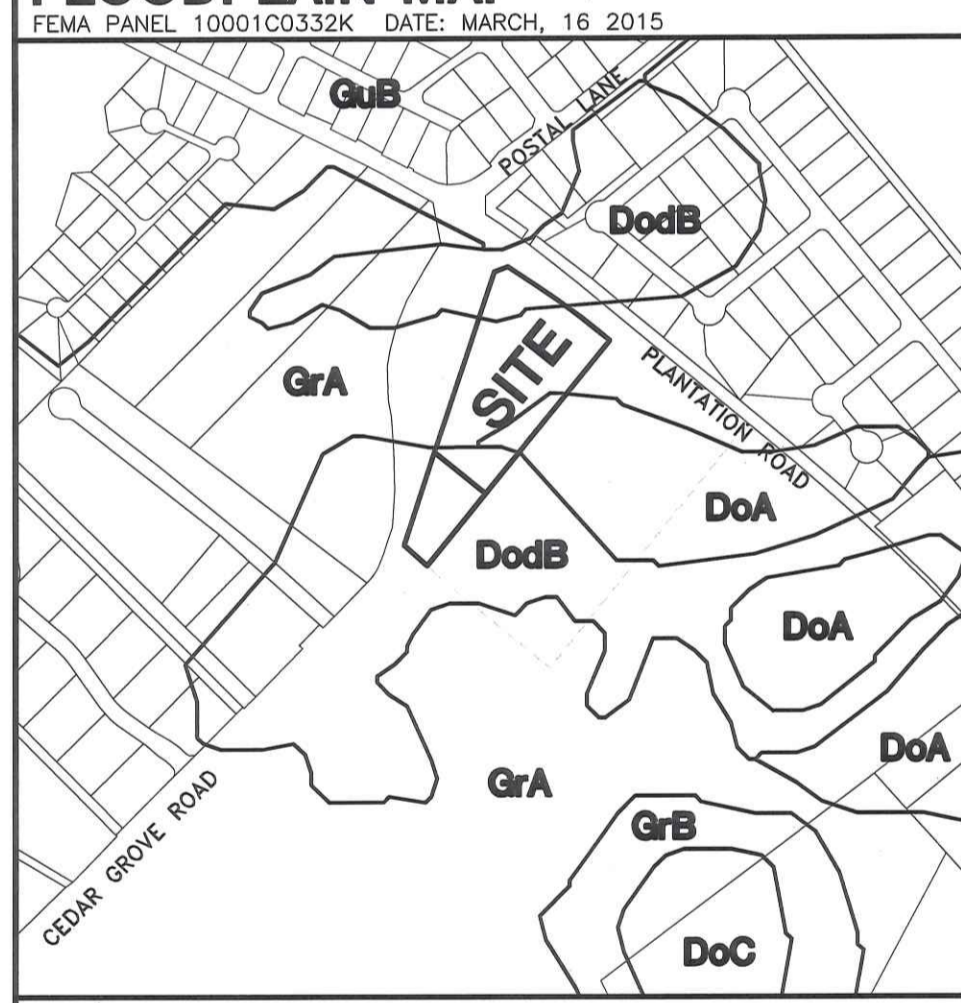 FEMA PANEL 10001C0332K DATE: MARCH, 16 2015
GuB
POSTAL LANE
DodB
SITE
GrA
PLANTATION ROAD
DoA
DodB
DoA
DoA
GrA
GrB
CEDAR GROVE ROAD
DoC